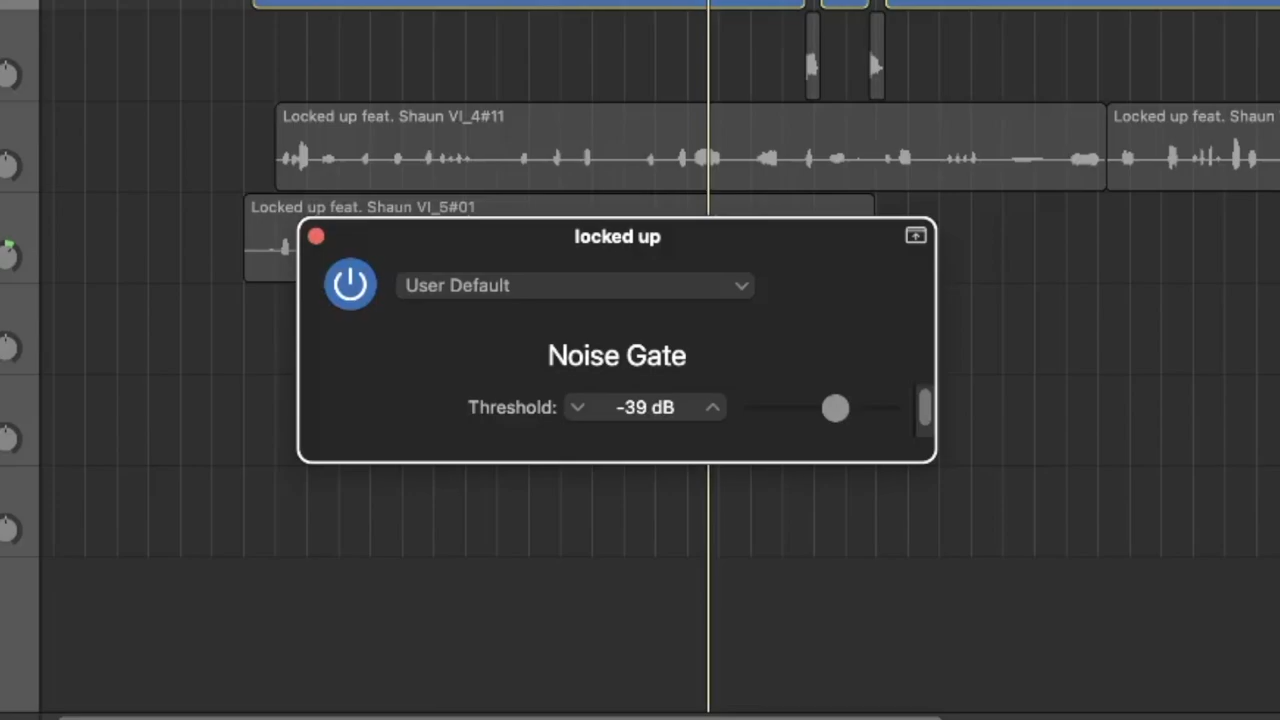 Locked up feat. Shaun VI_4#11
Locked up feat. Shaun
Locked up feat. Shaun VI_5#01
locked up
User Default
Noise Gate
Threshold: -39 dB